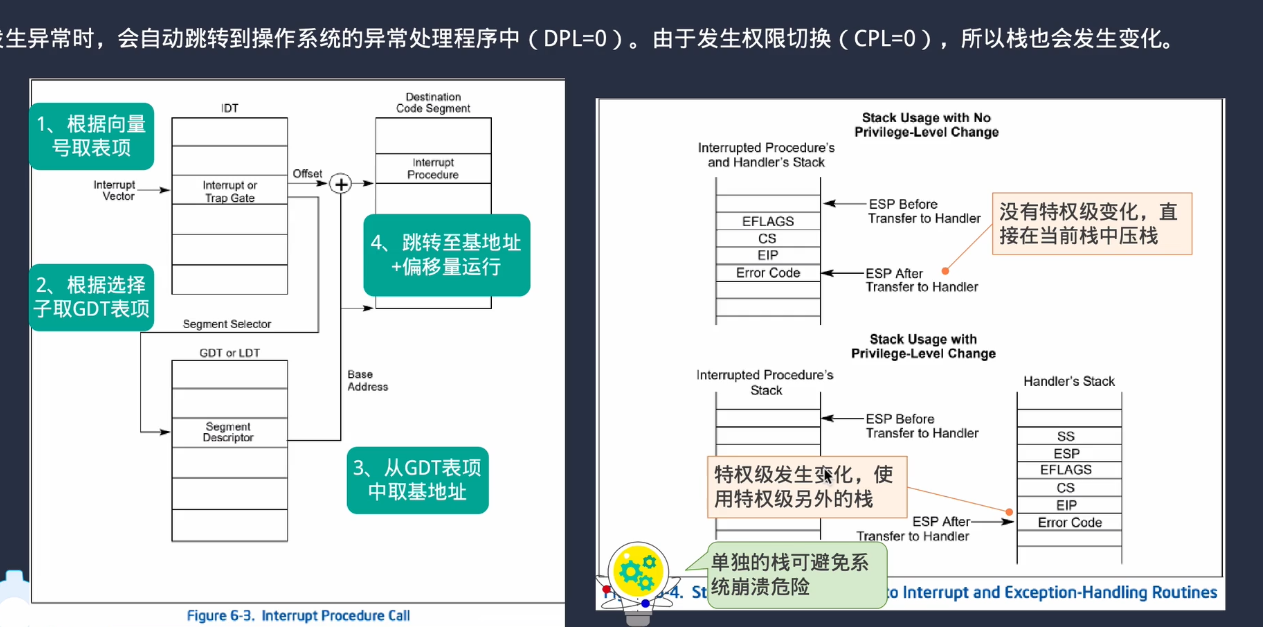 生异常时，会自动跳转到操作系统的异常处理程序中（DPL=0）。由于发生权限切换（CPL=0），所以栈也会发生变化。
1、根据向量
号取表项
IDT
Destination
Code Segment
Interrupt
Vector
Interrupt or
Trap Gate
Offset
+
Interrupt
Procedure
4、跳转至基地址
+偏移量运行
2、根据选择
子取GDT表项
Segment Selector
GDT or LDT
Base
Address
Segment
Descriptor
3、从GDT表项
中取基地址
Figure 6-3. Interrupt Procedure Call
Stack Usage with No
Privilege-Level Change
Interrupted Procedure's
and Handler's Stack
ESP Before
Transfer to Handler
EFLAGS
CS
EIP
Error Code
ESP After
Transfer to Handler
没有特权级变化，直
接在当前栈中压栈
Stack Usage with
Privilege-Level Change
Interrupted Procedure's
Stack
Handler's Stack
ESP Before
Transfer to Handler
SS
ESP
EFLAGS
CS
EIP
Error Code
特权级发生变化，使
用特权级另外的栈
ESP After
Transfer to Handler
单独的栈可避免系
统崩溃危险
-4. St
to Interrupt and Exception-Handling Routines